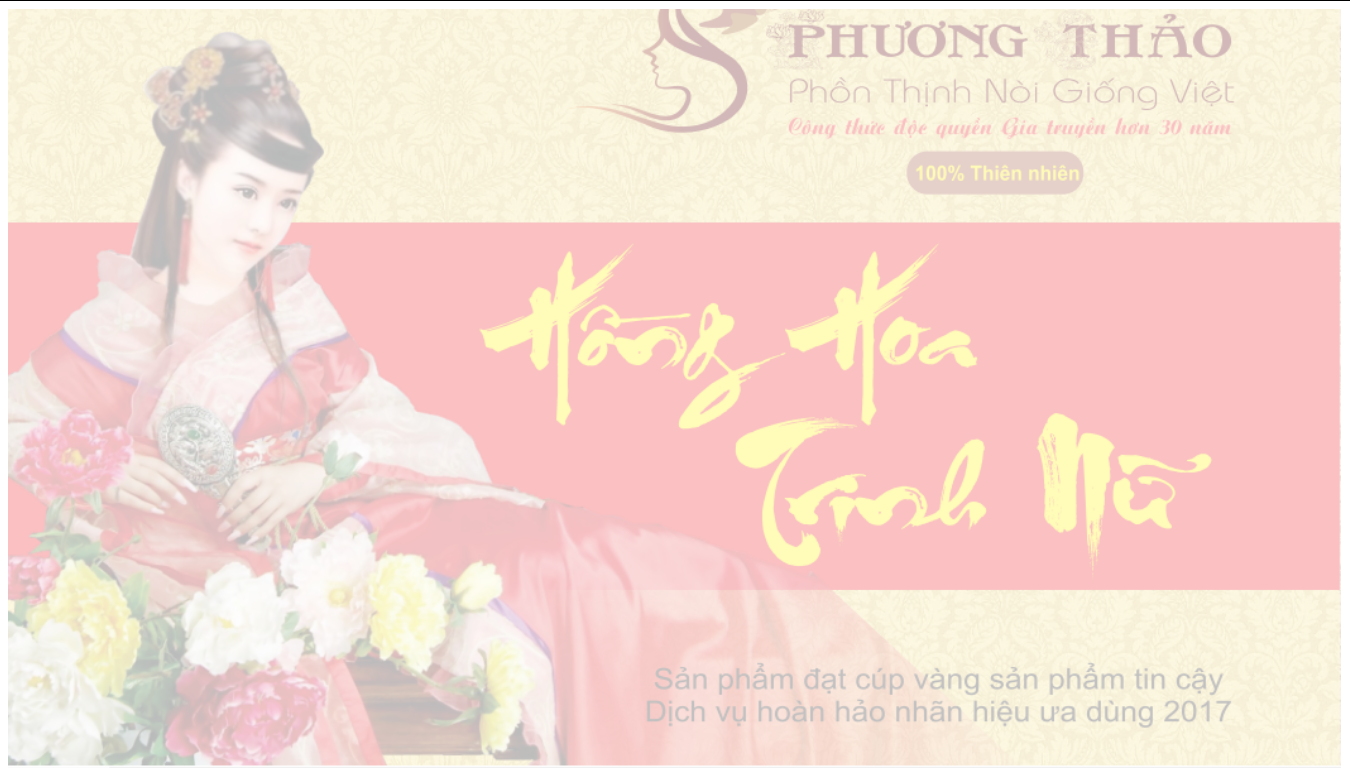 PHƯƠNG THẢO
Phồn Thịnh Nòi Giống Việt
Công thức độc quyền Gia truyền hơn 30 năm
100% Thiên nhiên
Hồng Hoa
Trinh Nữ
Sản phẩm đạt cúp vàng sản phẩm tin cậy
Dịch vụ hoàn hảo nhãn hiệu ưa dùng 2017